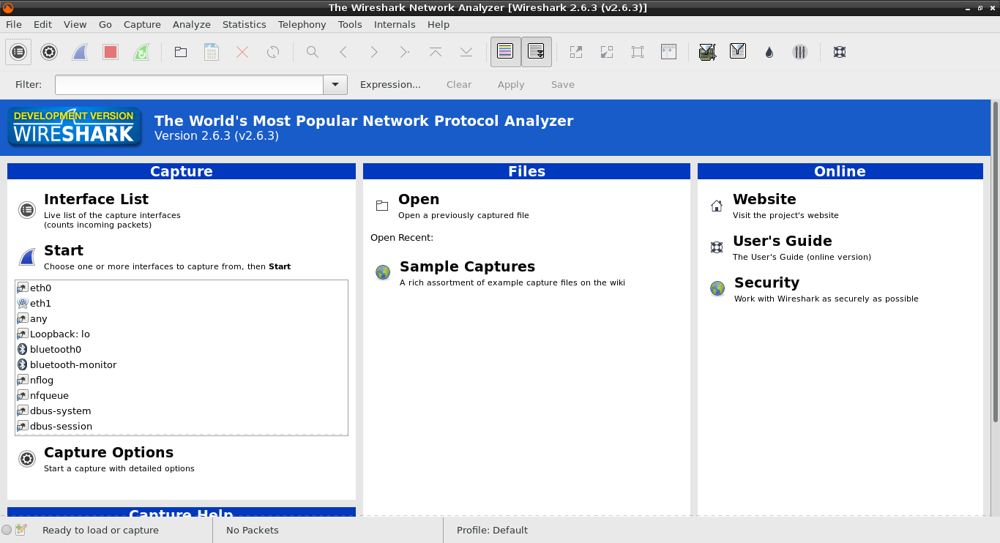 The Wireshark Network Analyzer [Wireshark 2.6.3 (v2.6.3)]
File Edit View Go Capture Analyze Statistics Telephony Tools Internals Help
Filter: Expression... Clear Apply Save
DEVELOPMENT VERSION
WIRESHARK
The World's Most Popular Network Protocol Analyzer
Version 2.6.3 (v2.6.3)
Capture
Interface List
Live list of the capture interfaces
(counts incoming packets)
Start
Choose one or more interfaces to capture from, then Start
eth0
eth1
any
Loopback: lo
bluetooth0
bluetooth-monitor
nflog
nfqueue
dbus-system
dbus-session
Capture Options
Start a capture with detailed options
Capture Help
Files
Open
Open a previously captured file
Open Recent:
Sample Captures
A rich assortment of example capture files on the wiki
Online
Website
Visit the project's website
User's Guide
The User's Guide (online version)
Security
Work with Wireshark as securely as possible
Ready to load or capture No Packets Profile: Default